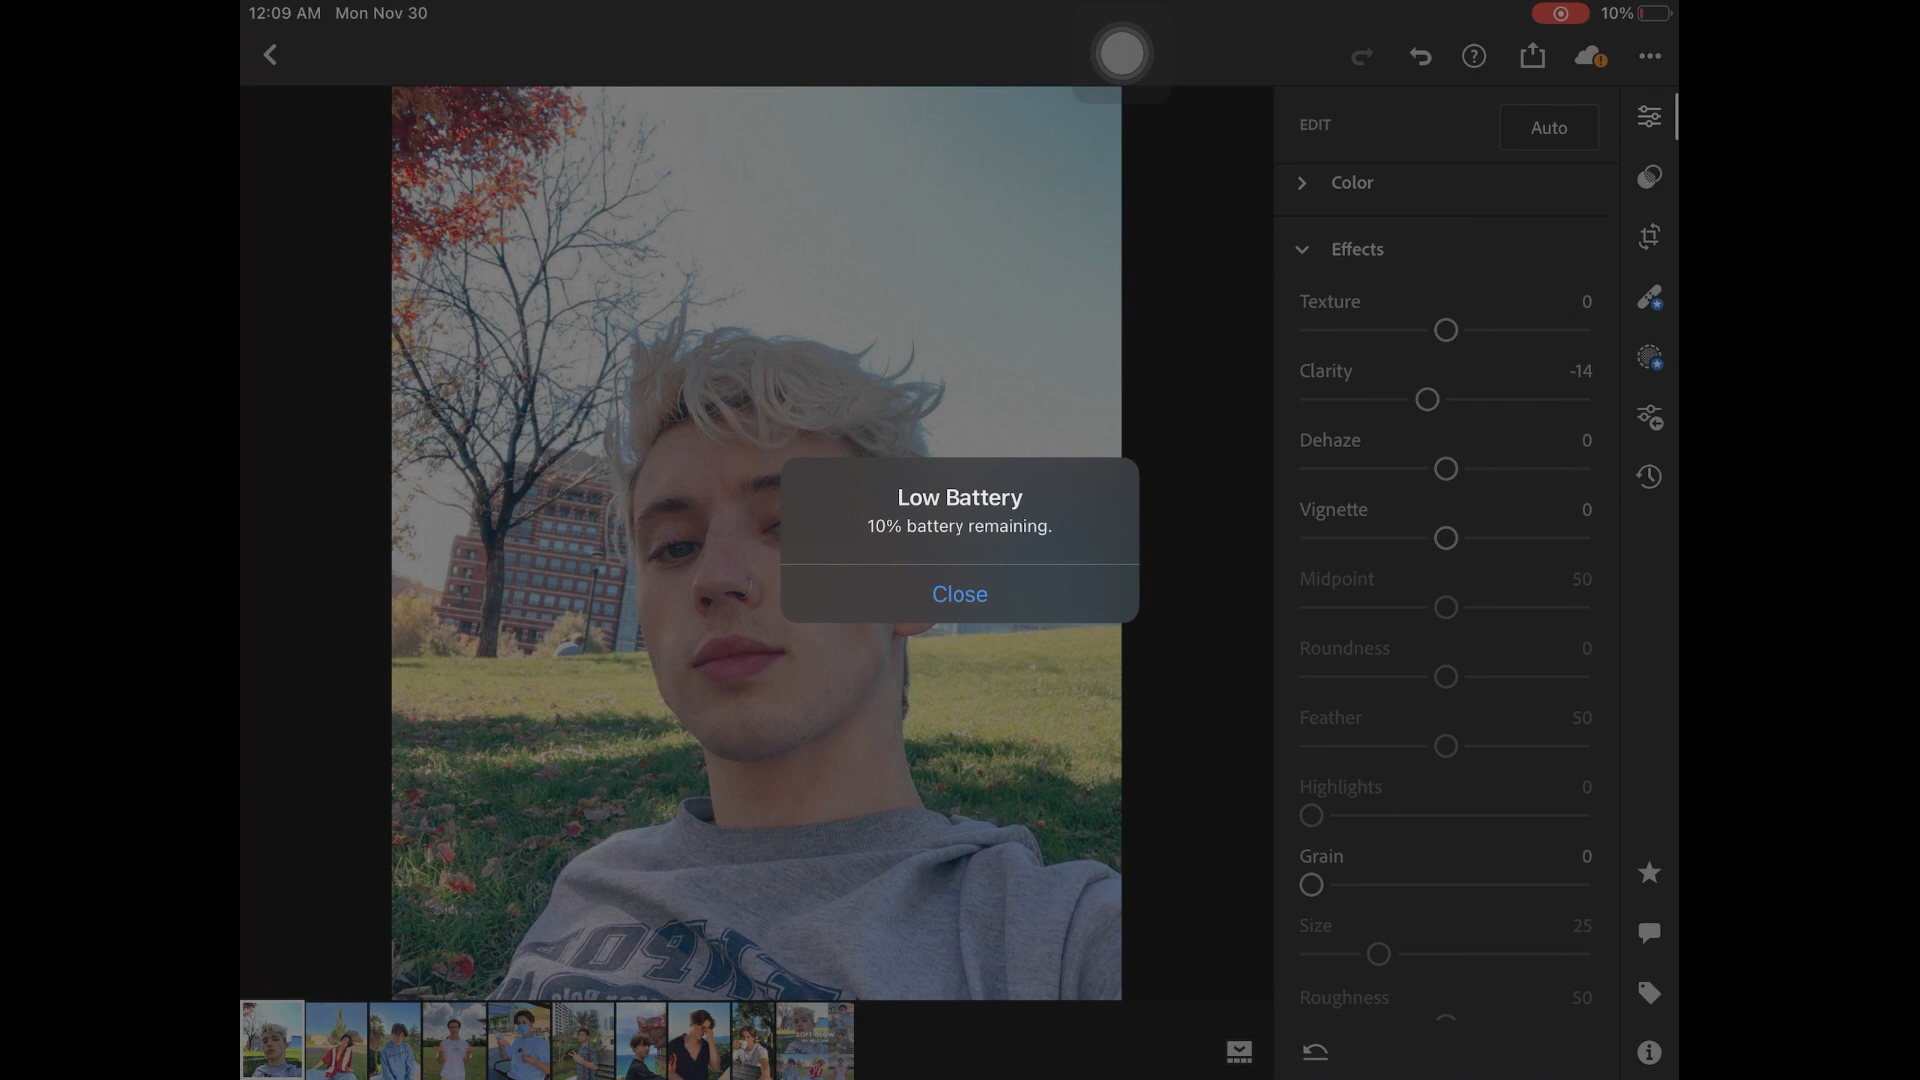 12:09 AM Mon Nov 30
10%
EDIT
Auto
Color
Effects
Texture 0
Clarity -14
Dehaze 0
Vignette 0
Midpoint 50
Roundness 0
Feather 50
Highlights 0
Grain 0
Size 25
Roughness 50
Low Battery
10% battery remaining.
Close